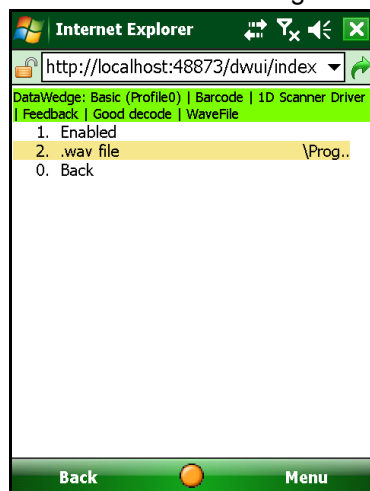 Internet Explorer
http://localhost:48873/dwui/index
DataWedge: Basic (Profile0) | Barcode | 1D Scanner Driver
| Feedback | Good decode | WaveFile
1. Enabled
2. .wav file \Prog..
0. Back
Back Menu